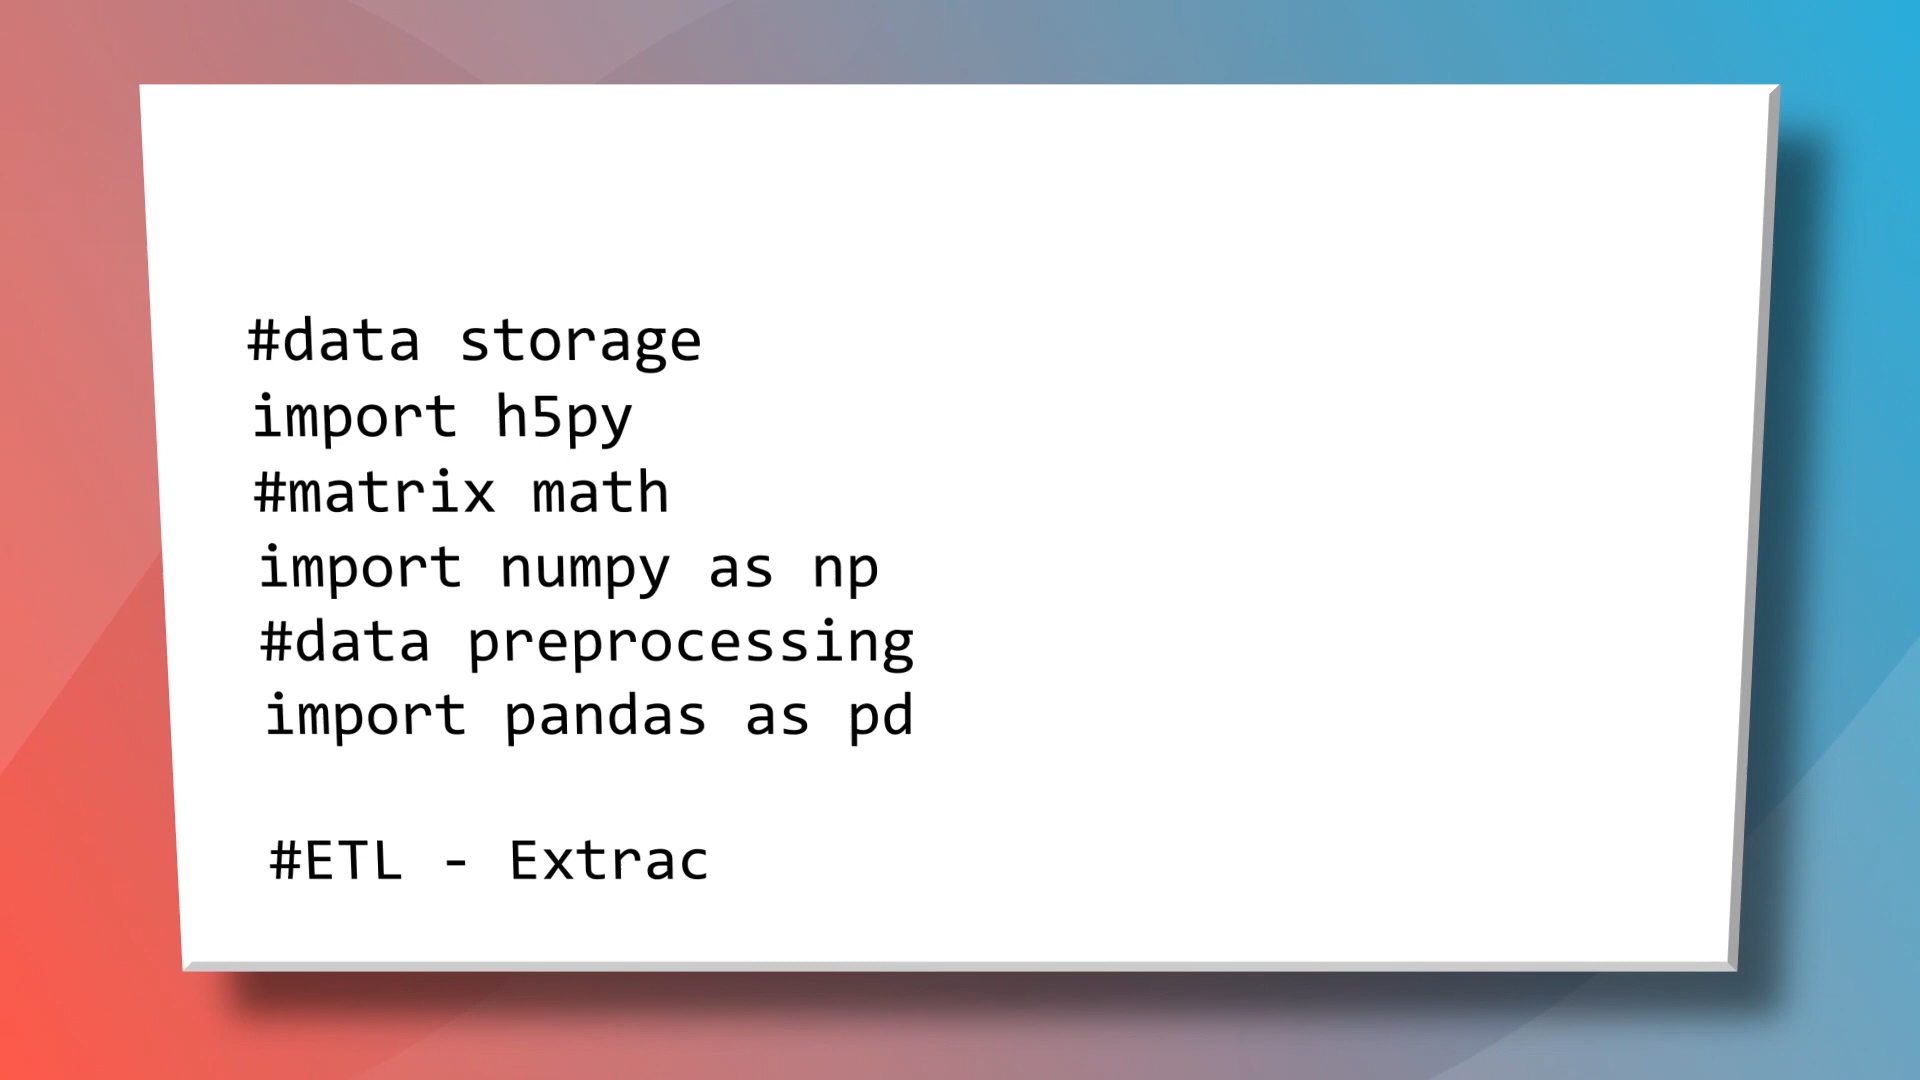 #data storage
import h5py
#matrix math
import numpy as np
#data preprocessing
import pandas as pd
#ETL - Extrac